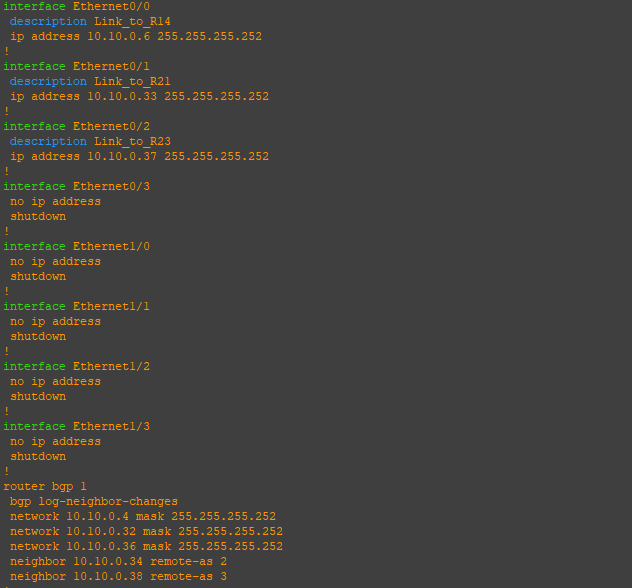 interface Ethernet0/0
 description Link_to_R14
 ip address 10.10.0.6 255.255.255.252
!
interface Ethernet0/1
 description Link_to_R21
 ip address 10.10.0.33 255.255.255.252
!
interface Ethernet0/2
 description Link_to_R23
 ip address 10.10.0.37 255.255.255.252
!
interface Ethernet0/3
 no ip address
 shutdown
!
interface Ethernet1/0
 no ip address
 shutdown
!
interface Ethernet1/1
 no ip address
 shutdown
!
interface Ethernet1/2
 no ip address
 shutdown
!
interface Ethernet1/3
 no ip address
 shutdown
!
router bgp 1
 bgp log-neighbor-changes
 network 10.10.0.4 mask 255.255.255.252
 network 10.10.0.32 mask 255.255.255.252
 network 10.10.0.36 mask 255.255.255.252
 neighbor 10.10.0.34 remote-as 2
 neighbor 10.10.0.38 remote-as 3